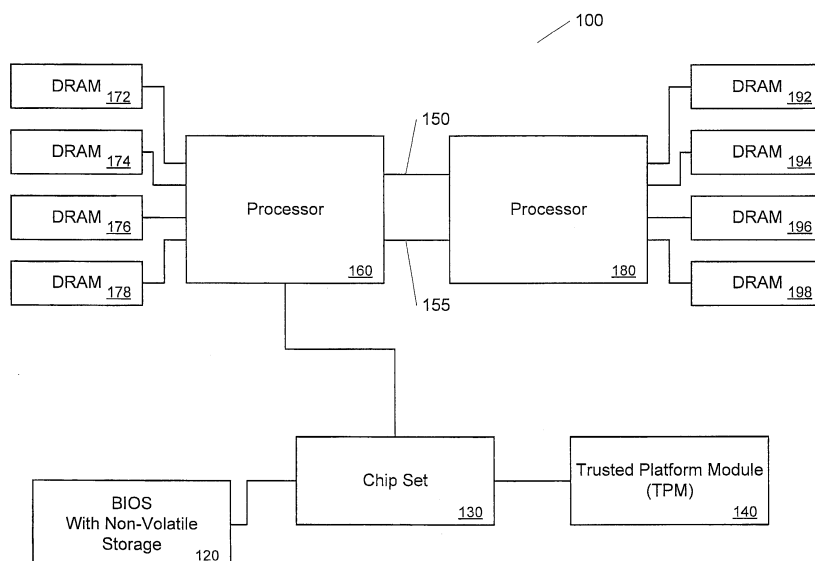 100
DRAM 172
DRAM 174
DRAM 176
DRAM 178
Processor
160
150
155
Processor
180
DRAM 192
DRAM 194
DRAM 196
DRAM 198
Chip Set
130
Trusted Platform Module
(TPM)
140
BIOS
With Non-Volatile
Storage
120